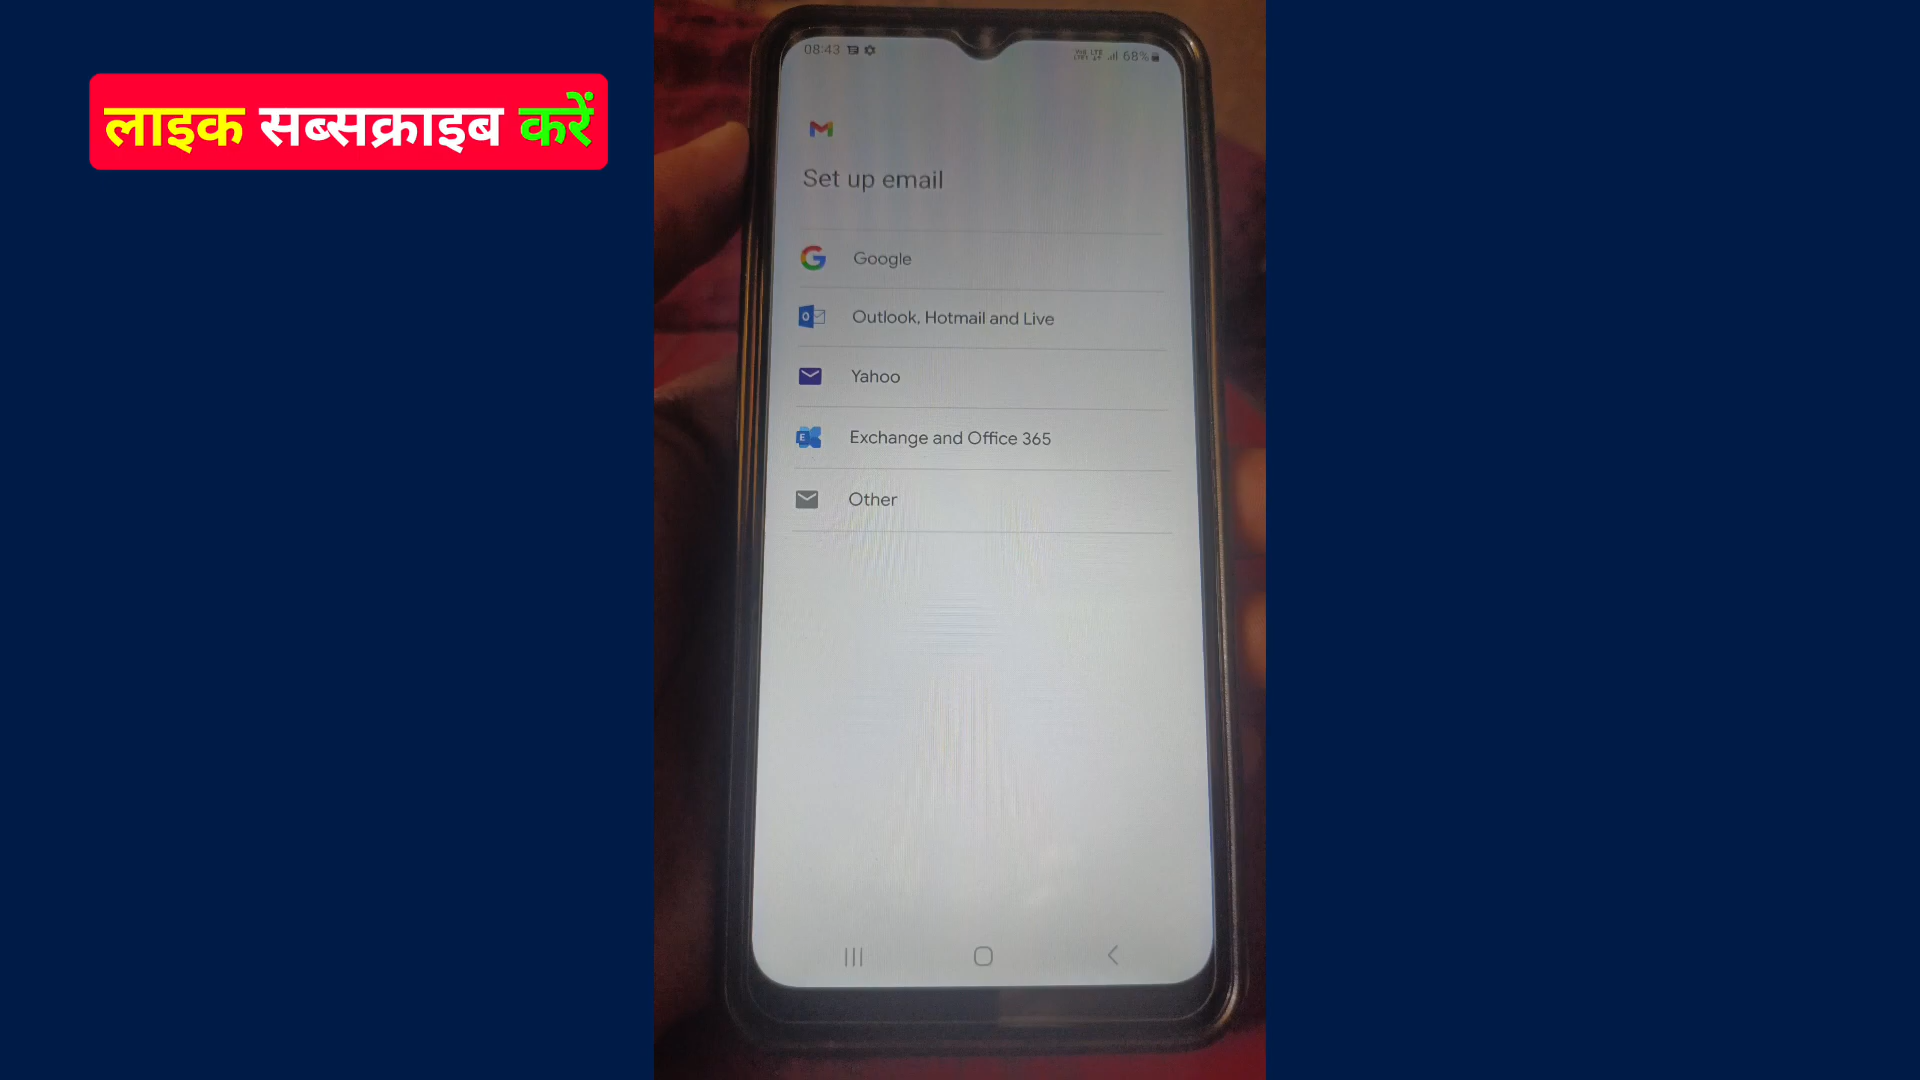 लाइक सब्सक्राइब करें
08:43
68%
Set up email
Google
Outlook, Hotmail and Live
Yahoo
Exchange and Office 365
Other